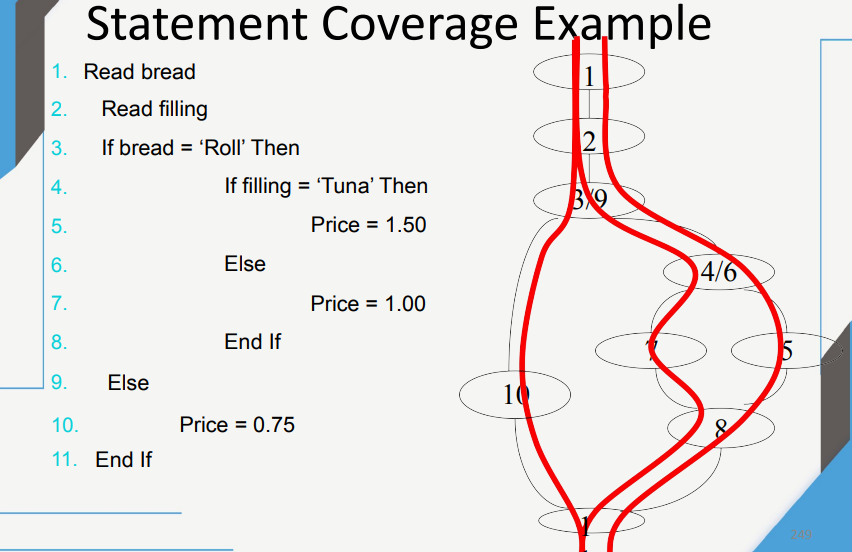 Statement Coverage Example
1. Read bread
2. Read filling
3. If bread = ‘Roll’ Then
4. If filling = ‘Tuna’ Then
5. Price = 1.50
6. Else
7. Price = 1.00
8. End If
9. Else
10. Price = 0.75
11. End If
1
2
3/9
4/6
7
5
10
8
1
249